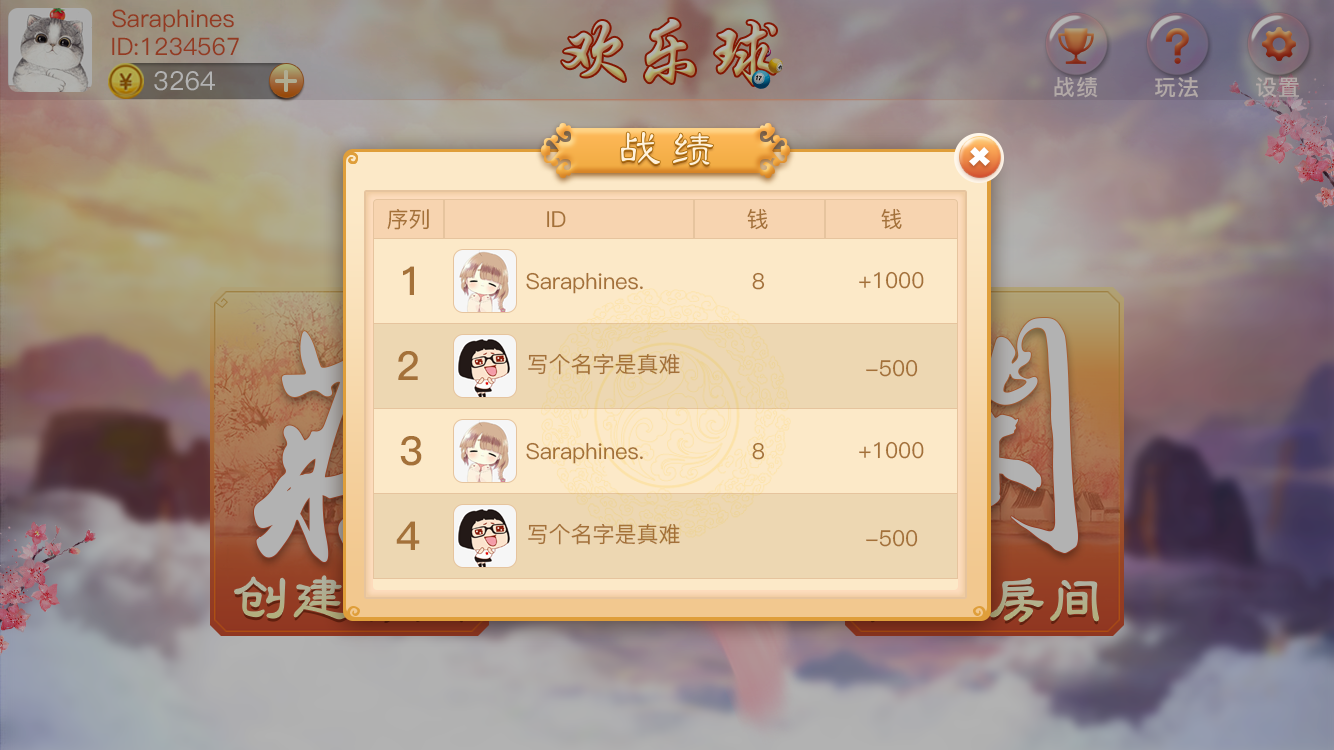 Saraphines
ID:1234567
3264
欢乐球
战绩
玩法
设置
战绩
序列 ID 钱 钱
1 Saraphines. 8 +1000
2 写个名字是真难 -500
3 Saraphines. 8 +1000
4 写个名字是真难 -500
创建
房间